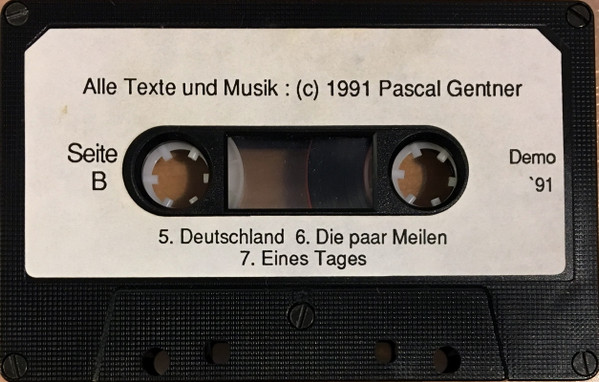 Alle Texte und Musik : (c) 1991 Pascal Gentner
Seite
B
Demo
`91
5. Deutschland 6. Die paar Meilen
7. Eines Tages